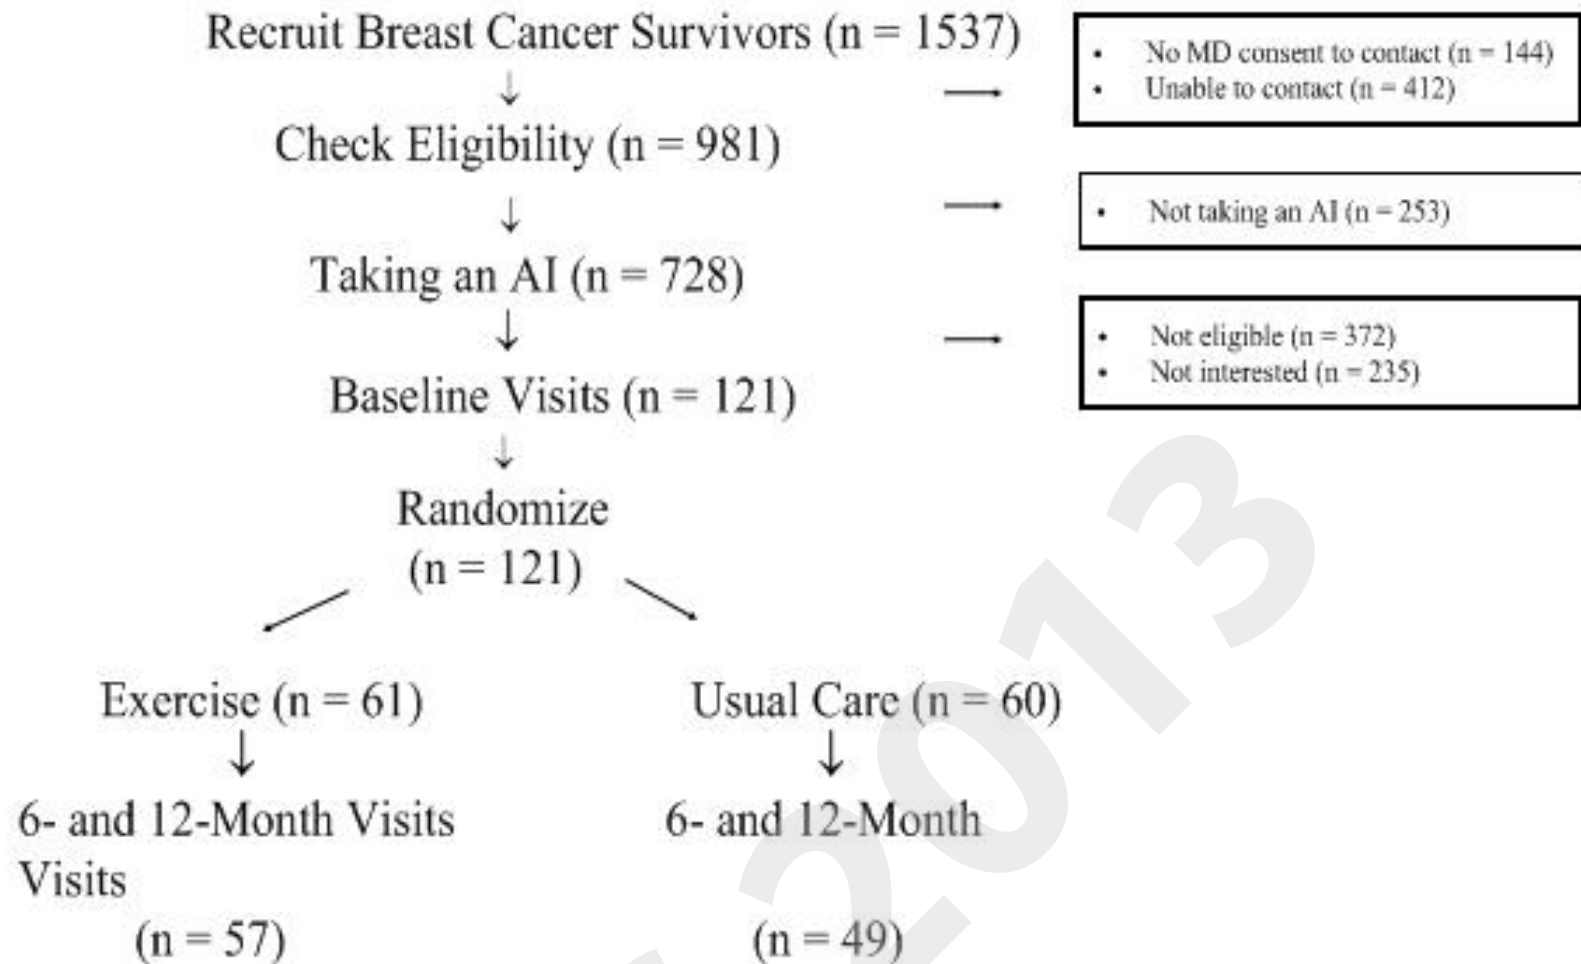 Recruit Breast Cancer Survivors (n = 1537)
• No MD consent to contact (n = 144)
• Unable to contact (n = 412)
Check Eligibility (n = 981)
• Not taking an AI (n = 253)
Taking an AI (n = 728)
• Not eligible (n = 372)
• Not interested (n = 235)
Baseline Visits (n = 121)
Randomize
(n = 121)
Exercise (n = 61)
Usual Care (n = 60)
6- and 12-Month Visits
6- and 12-Month
Visits
(n = 57)
(n = 49)
2013